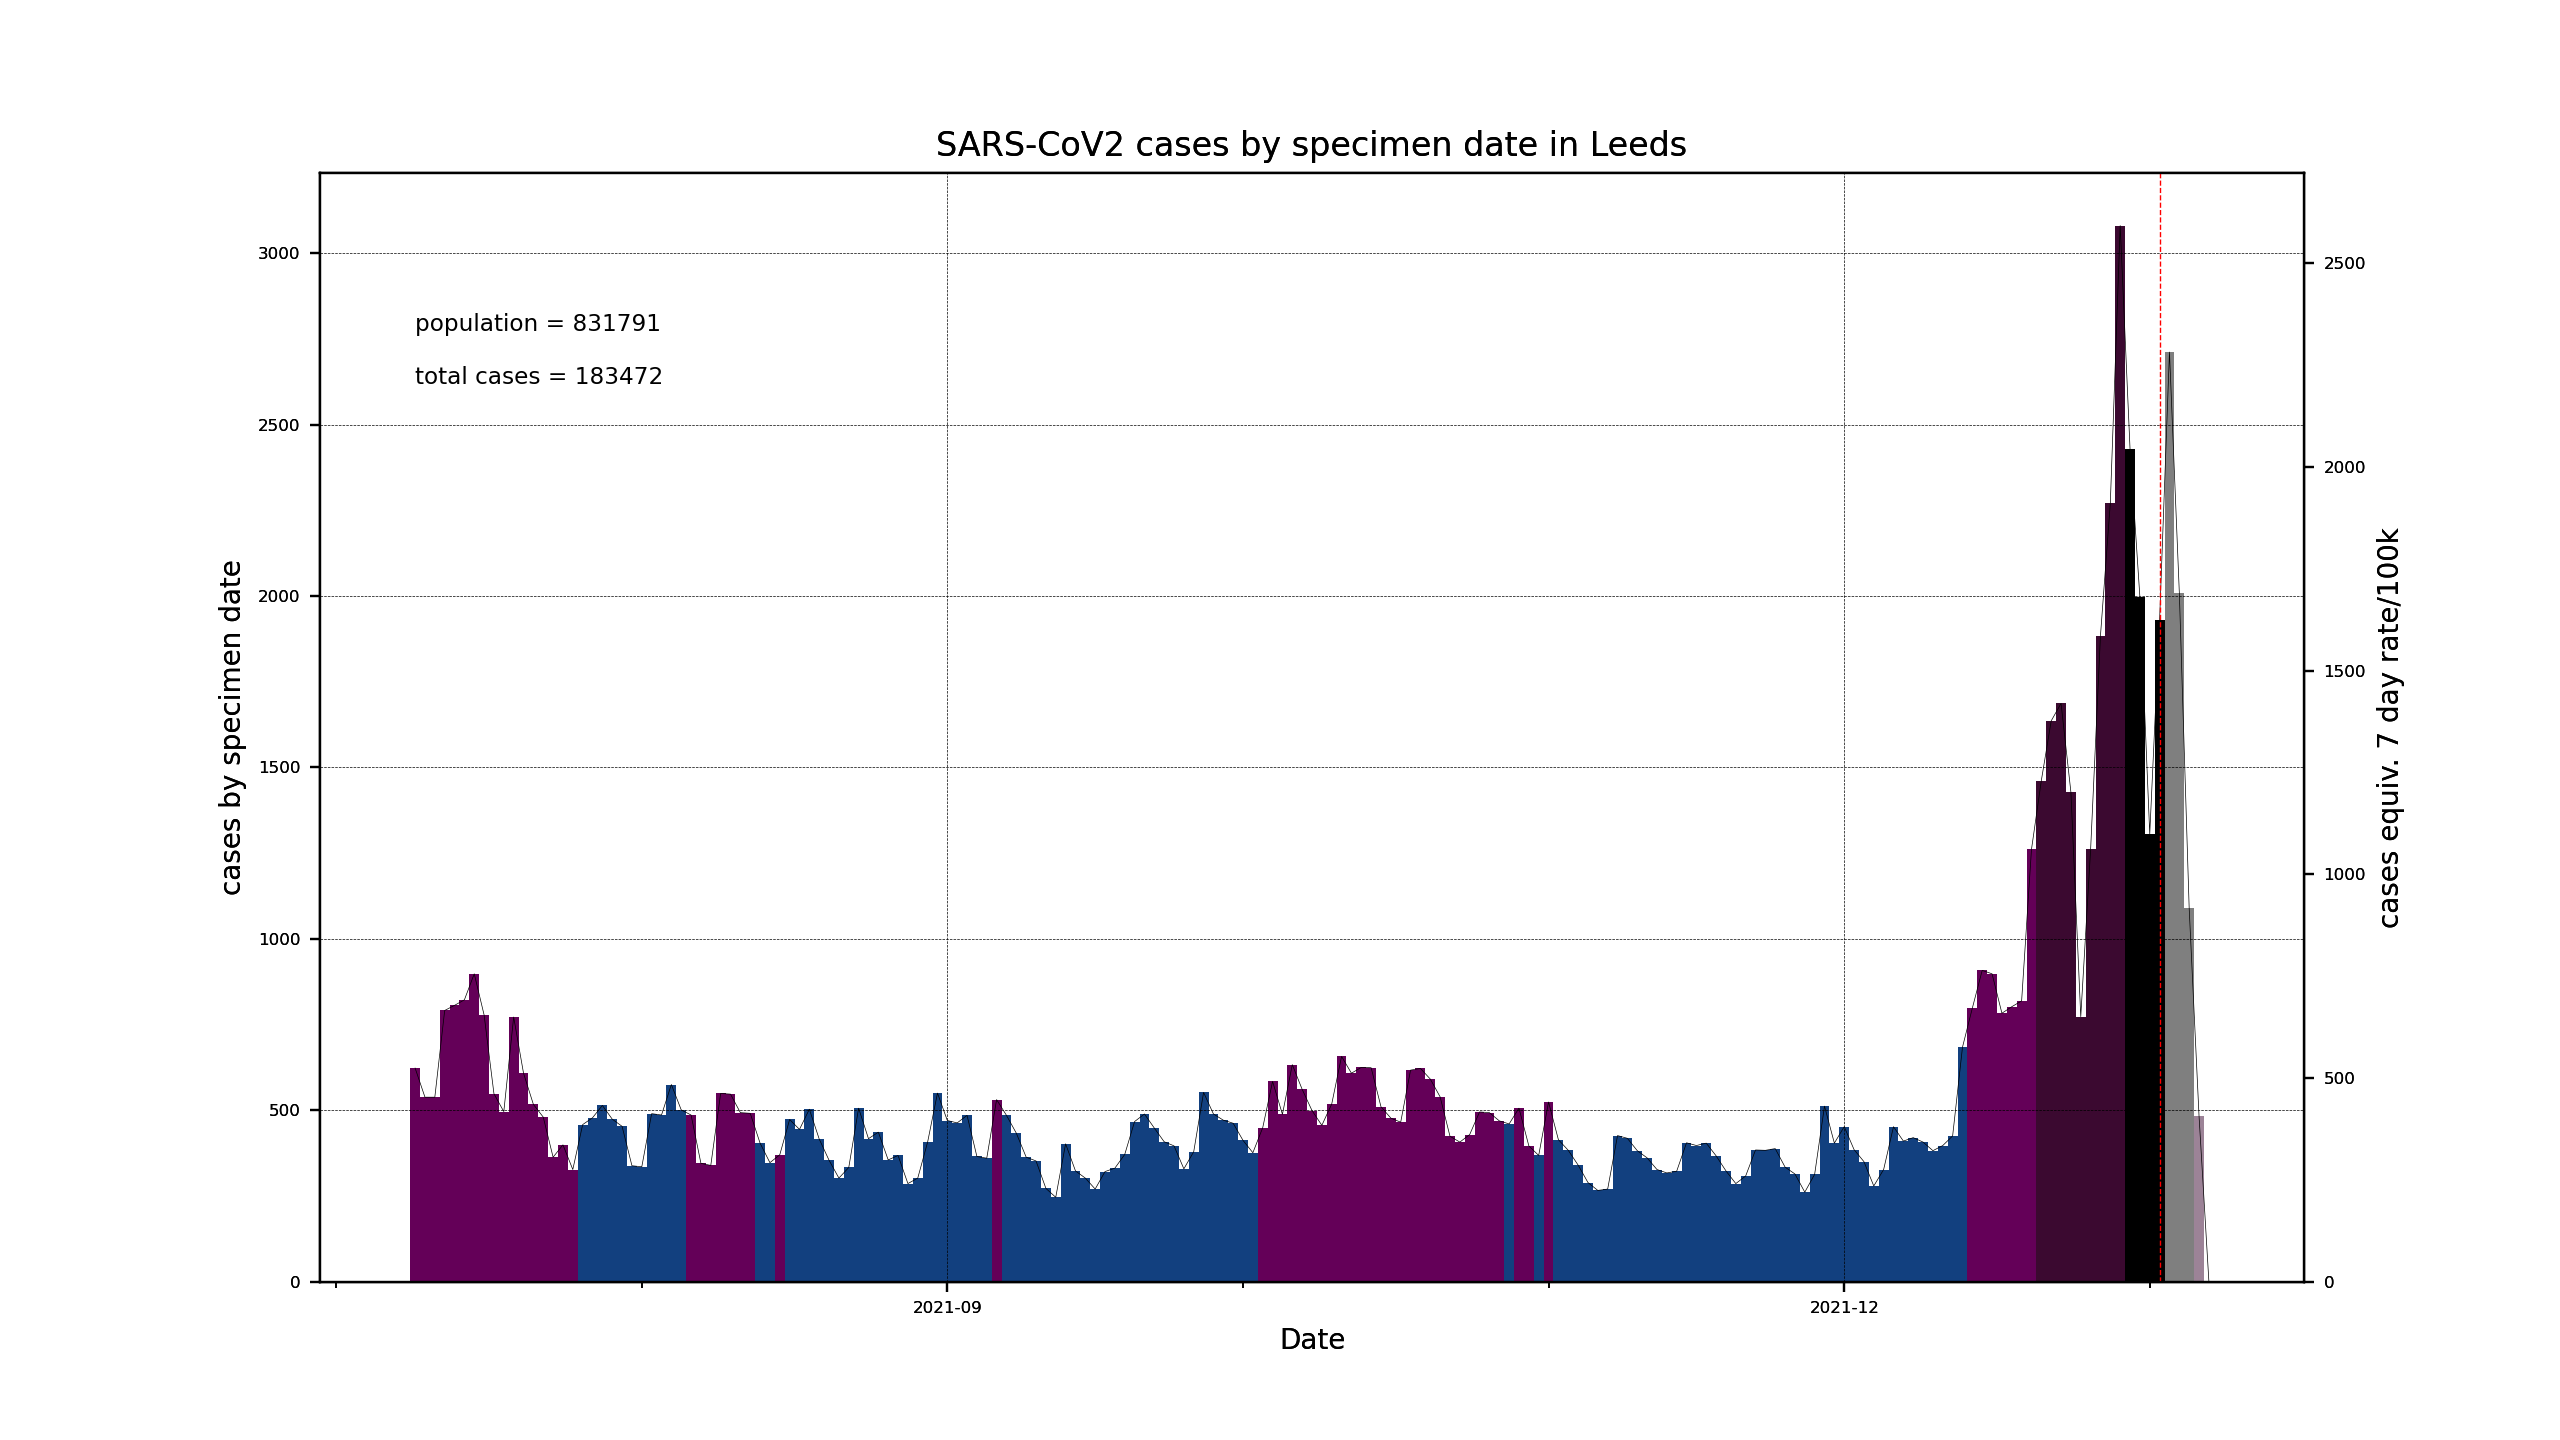 SARS-CoV2 cases by specimen date in Leeds
population = 831791
total cases = 183472
cases by specimen date
3000
2500
2000
1500
1000
500
0
2500
2000
1500
1000
500
0
cases equiv. 7 day rate/100k
2021-09
2021-12
Date